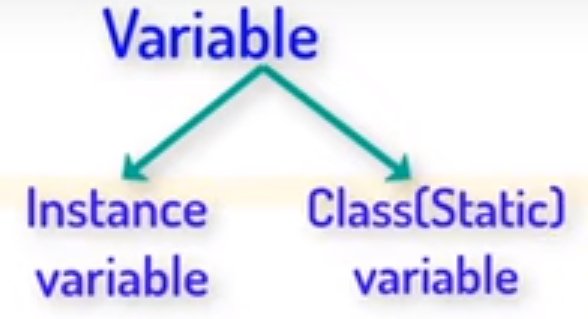 Variable
Instance
variable
Class(Static)
variable